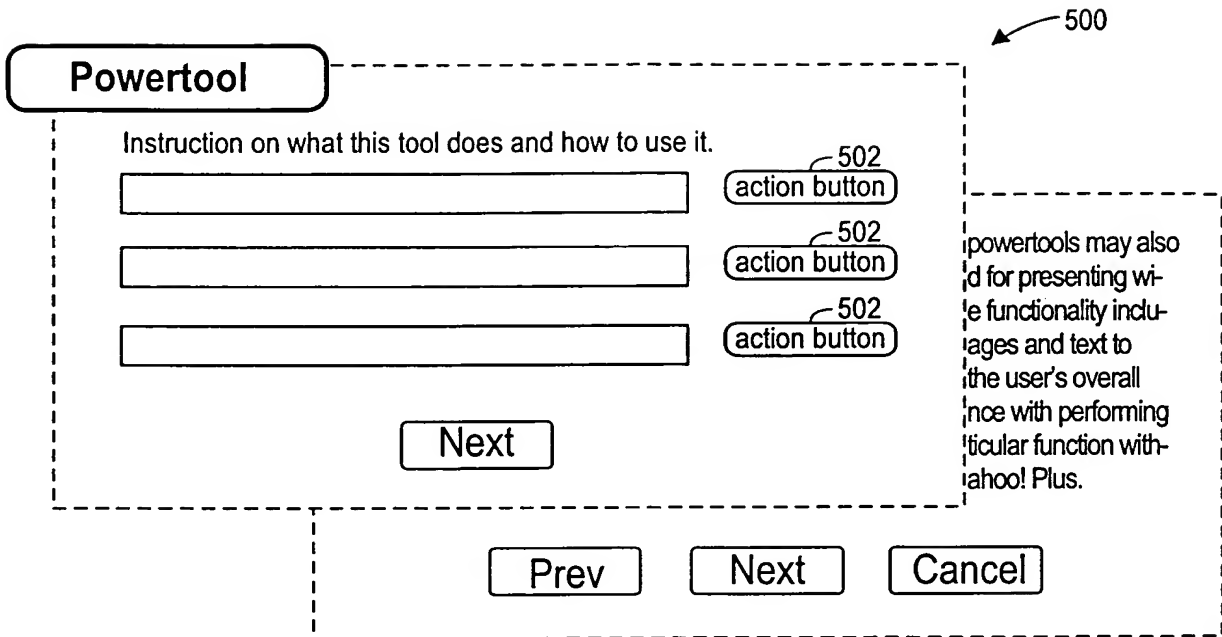 500
Powertool
Instruction on what this tool does and how to use it.
502
action button
502
action button
502
action button
Next
powertools may also
d for presenting wi-
e functionality inclu-
ages and text to
the user's overall
nce with performing
ticular function with-
ahoo! Plus.
Prev Next Cancel